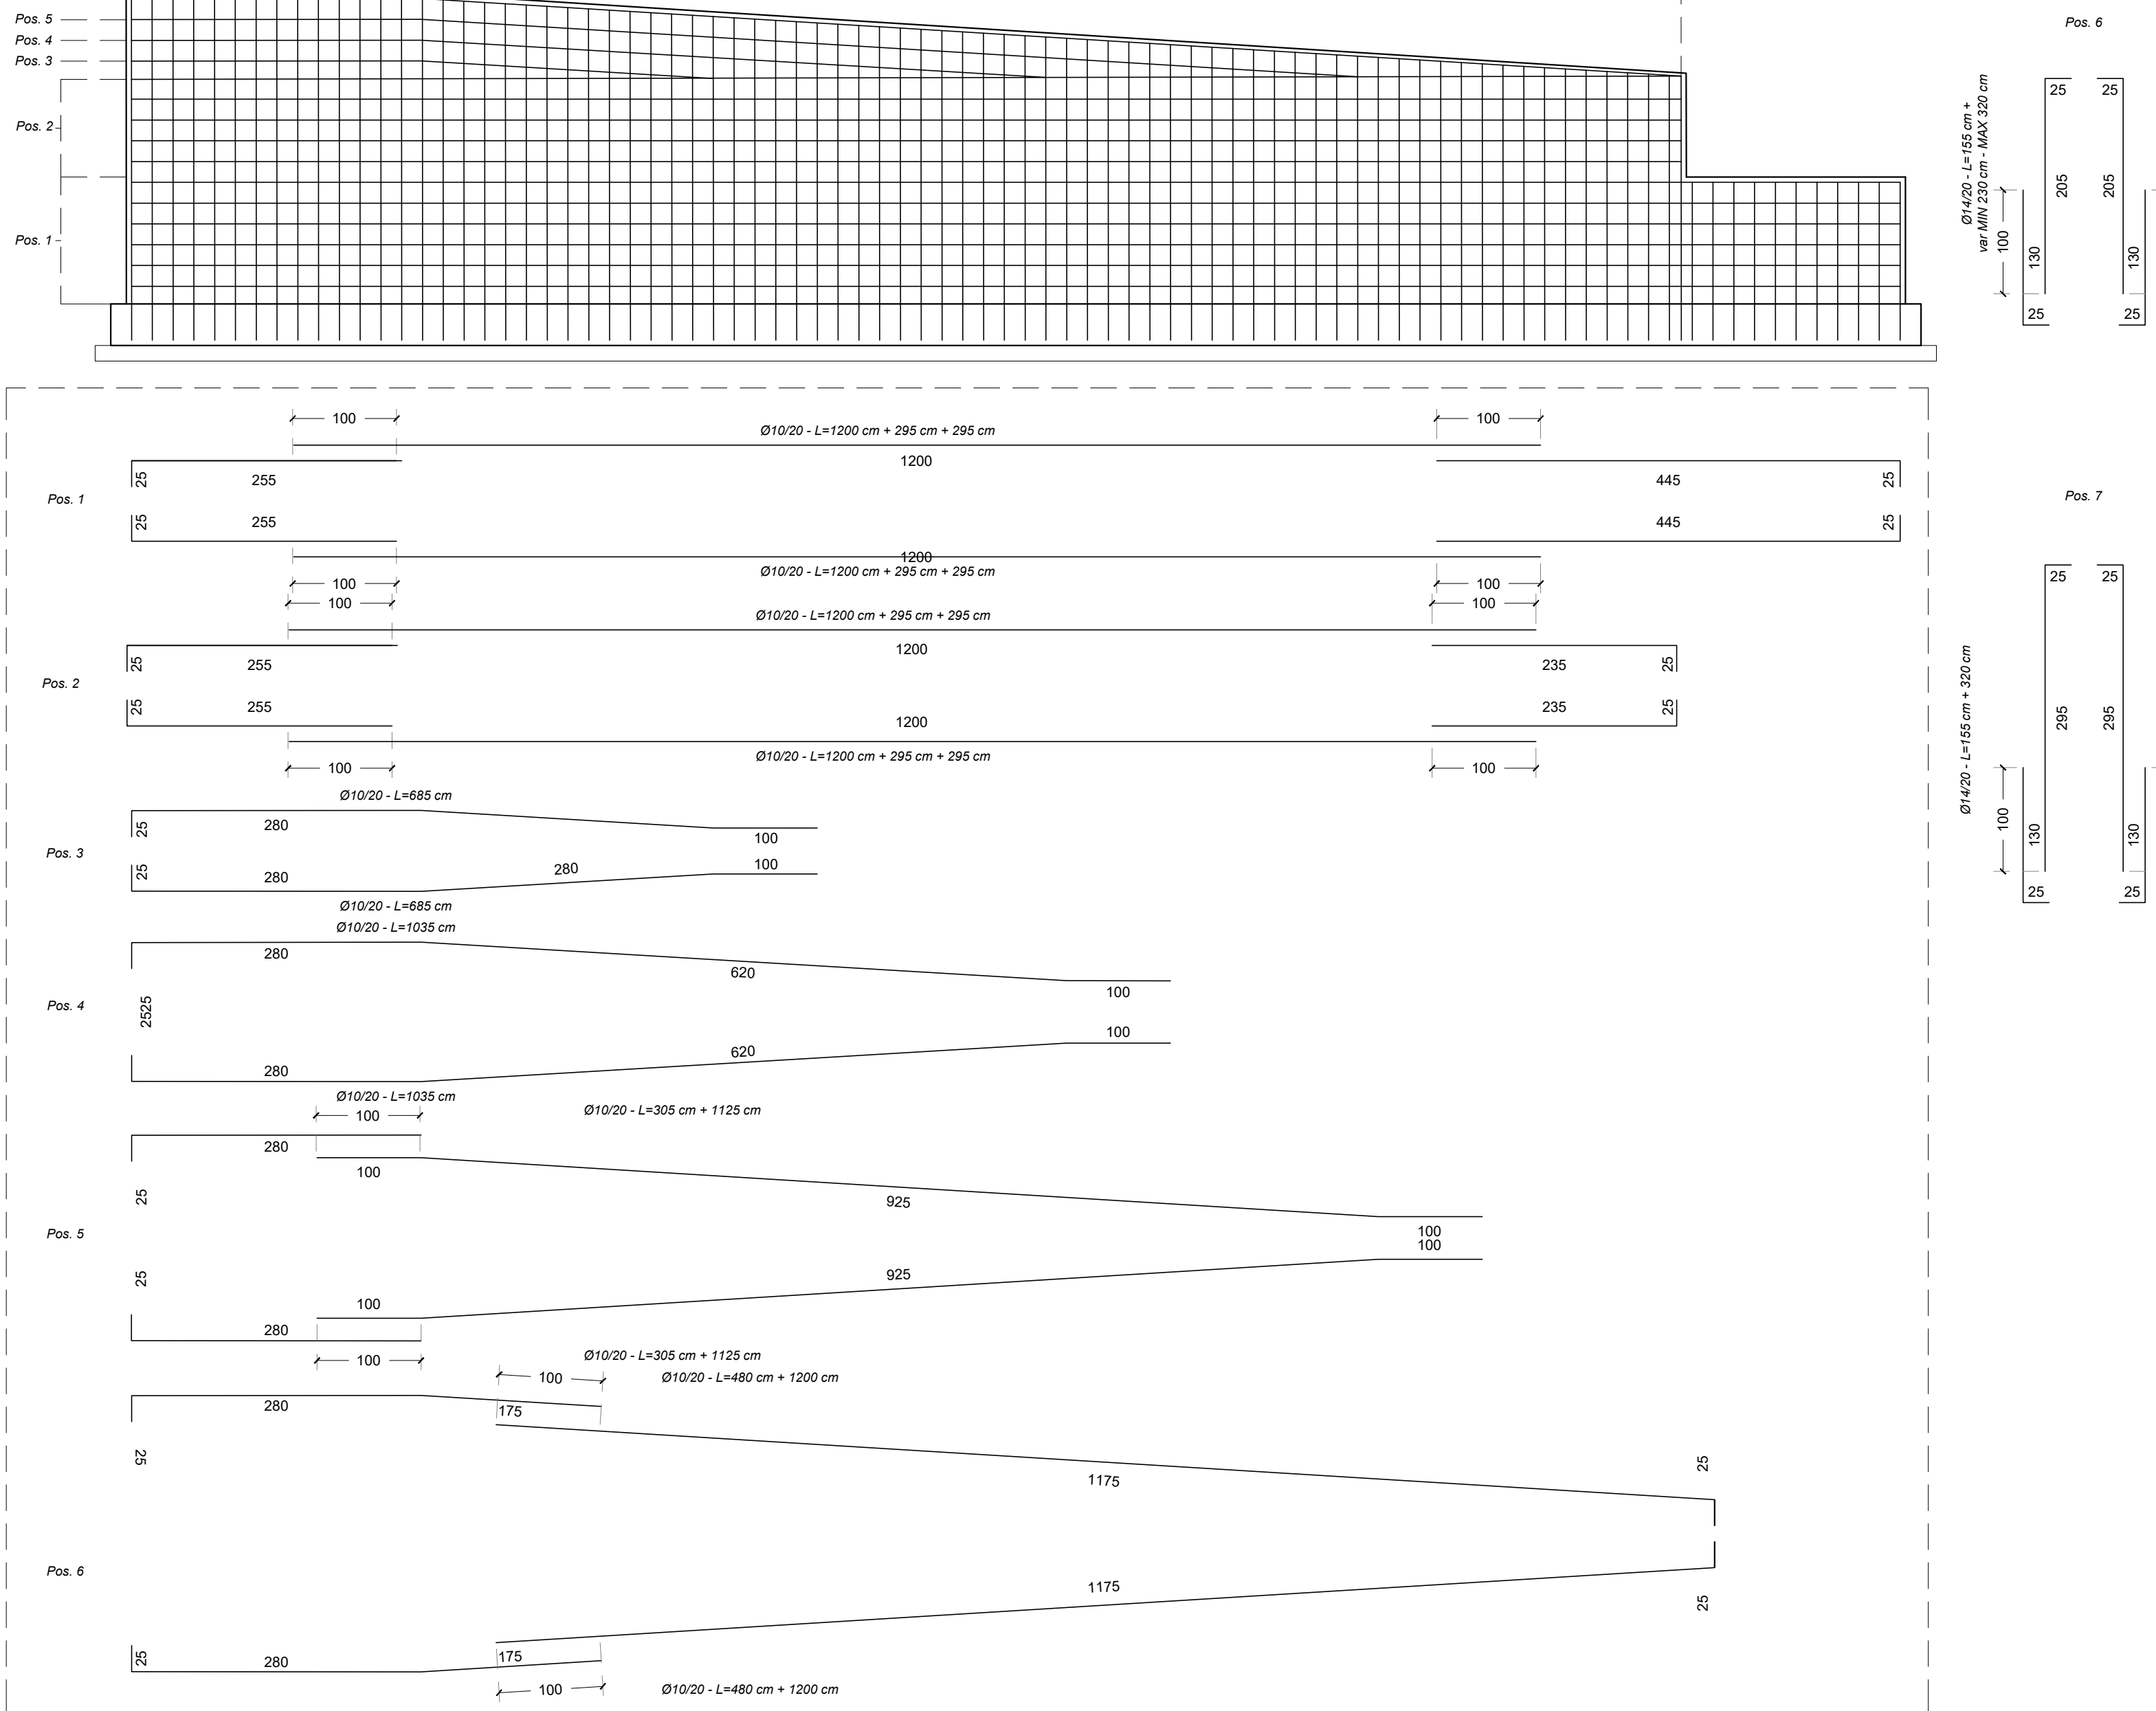 Pos. 5
Pos. 4
Pos. 3
Pos. 2
Pos. 1
Pos. 6
25 25
Ø14/20 - L=155 cm +
var MIN 230 cm - MAX 320 cm
205 205
100
130 130
25 25
100 100
Ø10/20 - L=1200 cm + 295 cm + 295 cm
1200
25 255 445 25
Pos. 1
25 255 445 25
1200
Ø10/20 - L=1200 cm + 295 cm + 295 cm
100 100
100 100
Ø10/20 - L=1200 cm + 295 cm + 295 cm
1200
25 255 235 25
Pos. 2
25 255 235 25
1200
Ø10/20 - L=1200 cm + 295 cm + 295 cm
100 100
Pos. 7
25 25
Ø14/20 - L=155 cm + 320 cm
295 295
100
130 130
25 25
Ø10/20 - L=685 cm
25 280 100
Pos. 3
25 280 280 100
Ø10/20 - L=685 cm
Ø10/20 - L=1035 cm
280 620 100
Pos. 4
2525
280 620 100
Ø10/20 - L=1035 cm
100
Ø10/20 - L=305 cm + 1125 cm
280
100
25 925 100
Pos. 5
25 925 100
100
280
100
Ø10/20 - L=305 cm + 1125 cm
100
Ø10/20 - L=480 cm + 1200 cm
280 175
25 1175 25
Pos. 6
1175 25
25 280 175
100
Ø10/20 - L=480 cm + 1200 cm